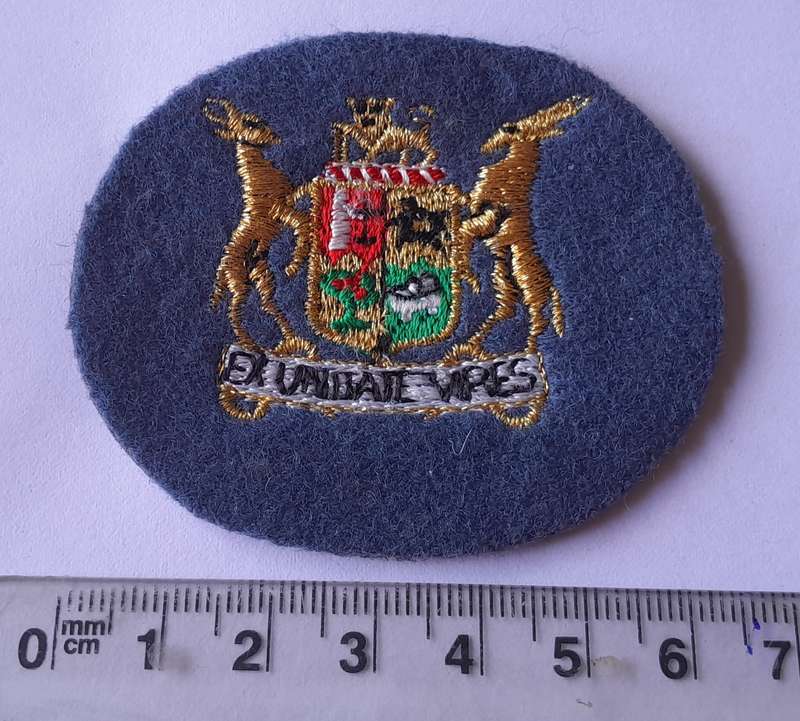 EX UNITATE VIRES
mm
0 1 2 3 4 5 6 7
cm